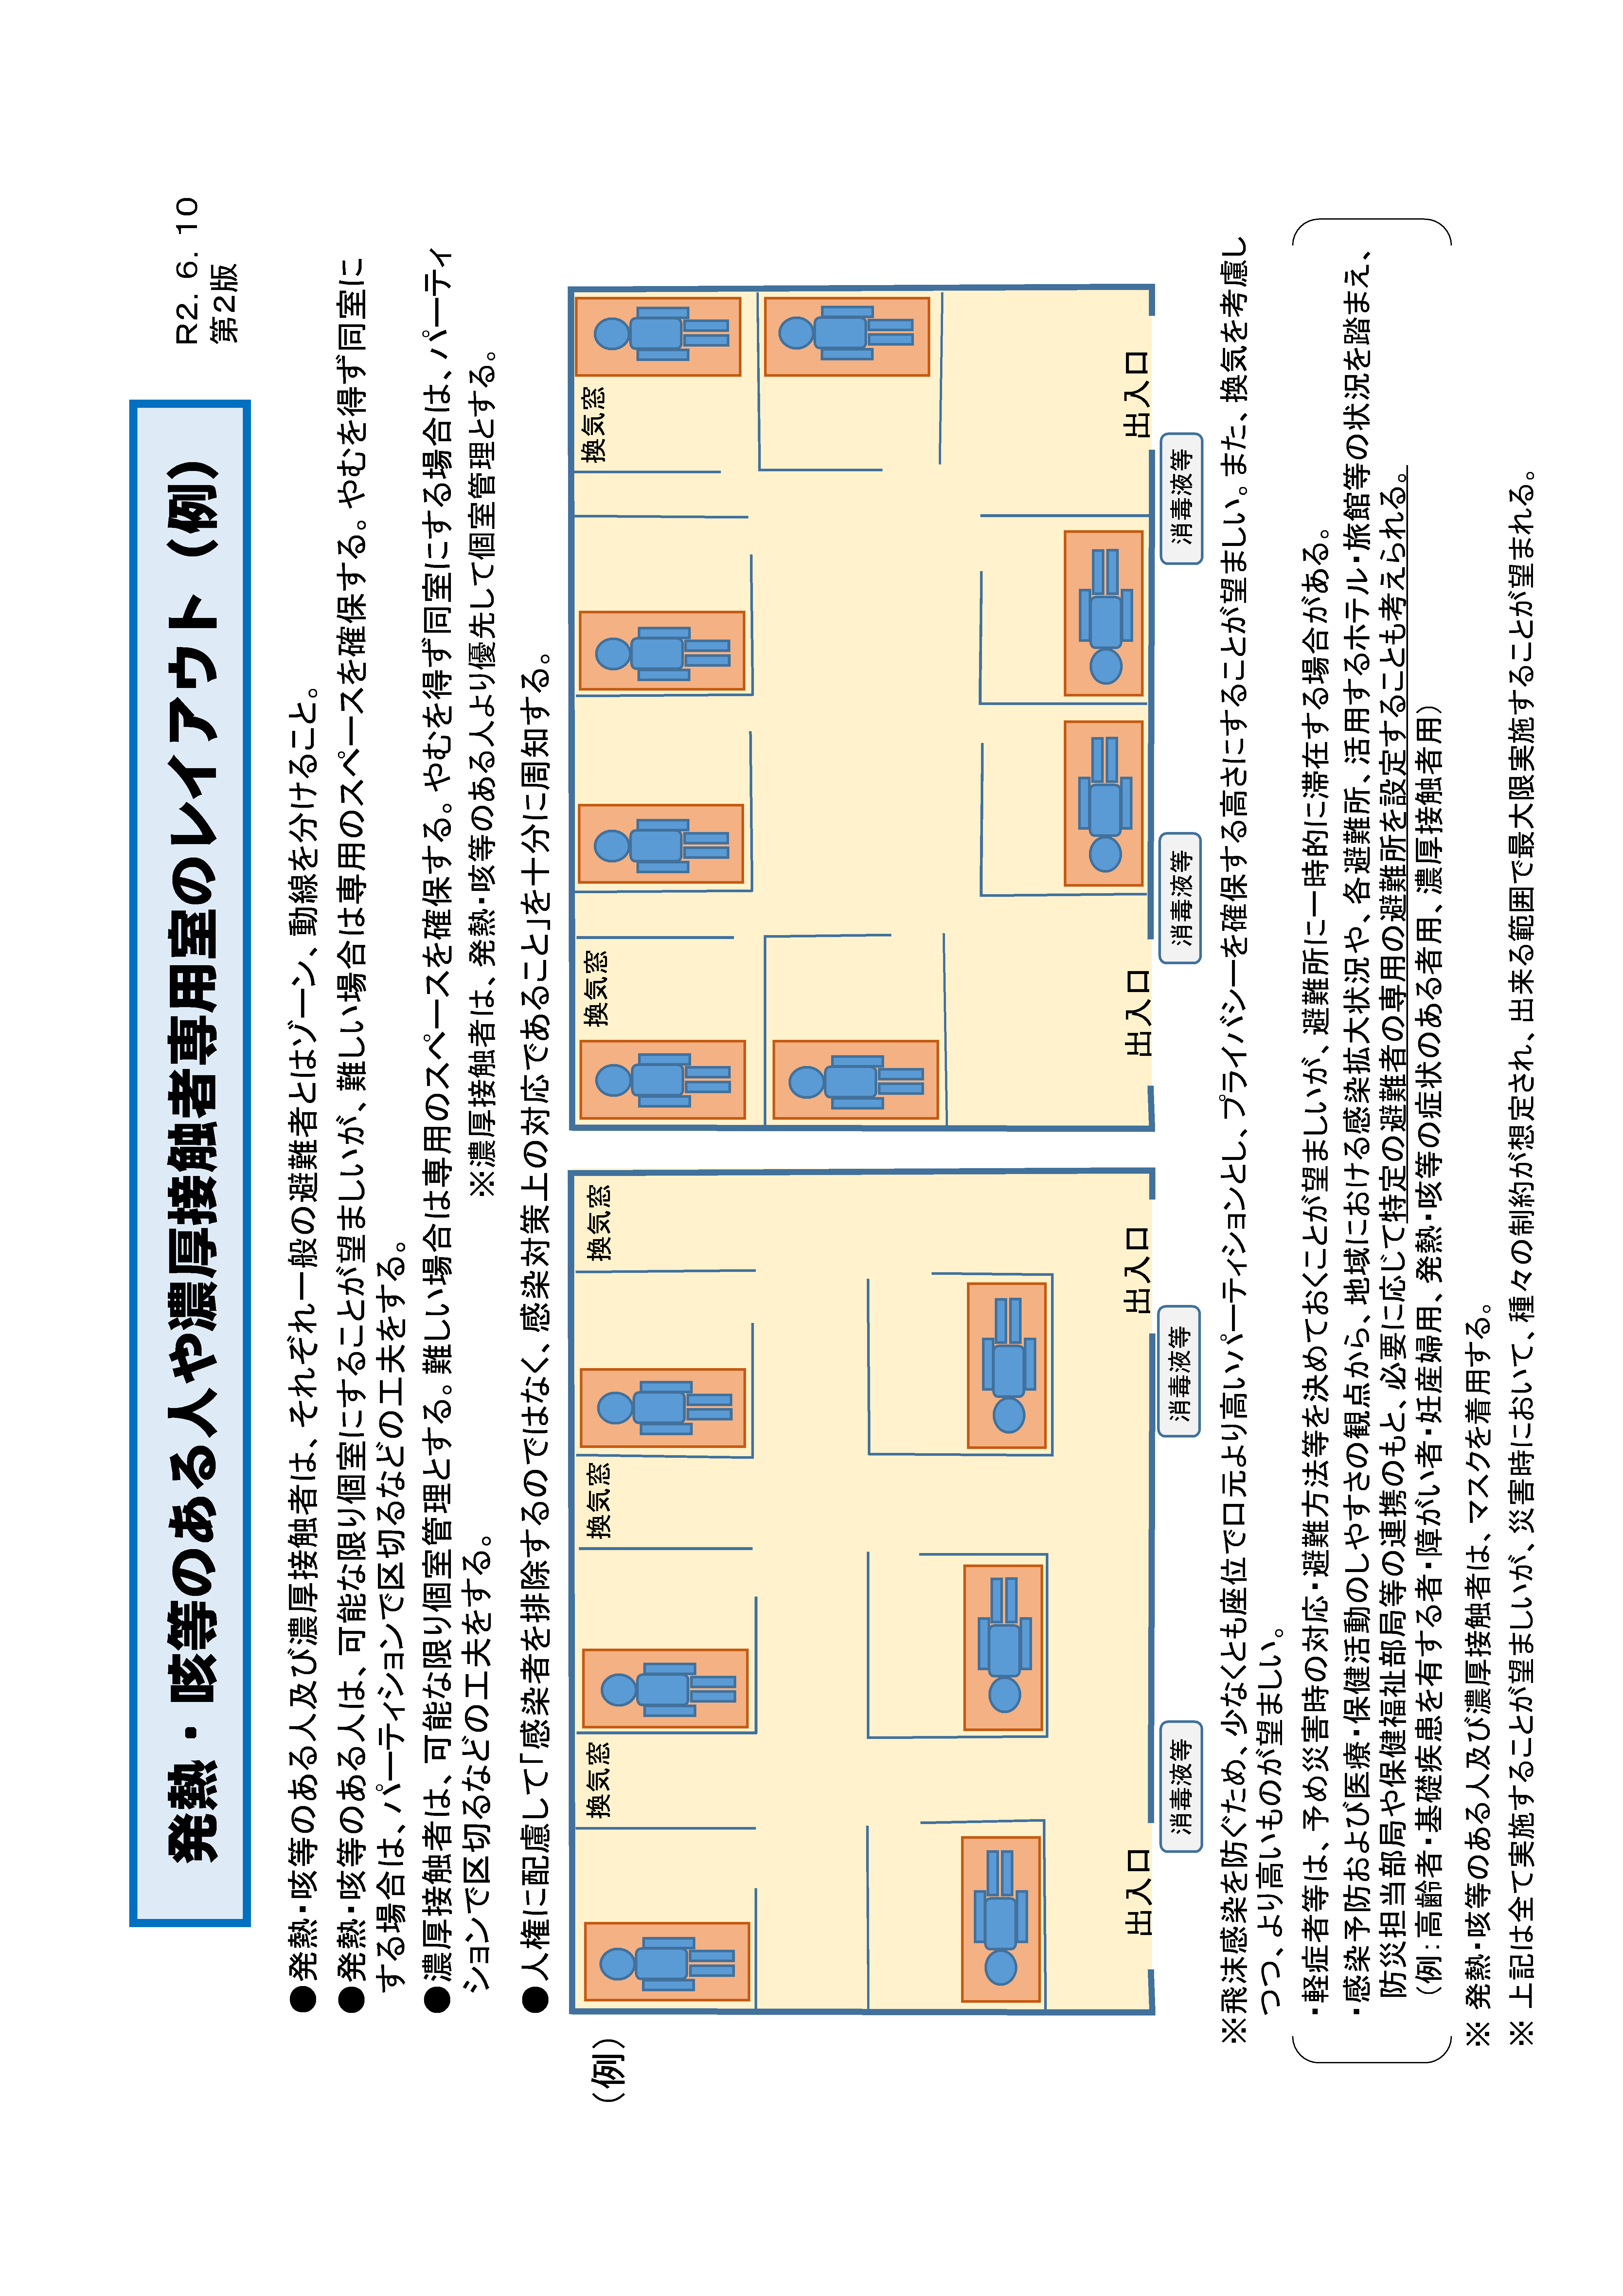 発熱・咳等のある人や濃厚接触者専用室のレイアウト（例）
R2. 6. 10
第2版
●発熱・咳等のある人及び濃厚接触者は、それぞれ一般の避難者とはゾーン、動線を分けること。
●発熱・咳等のある人は、可能な限り個室にすることが望ましいが、難しい場合は専用のスペースを確保する。やむを得ず同室に
する場合は、パーティションで区切るなどの工夫をする。
●濃厚接触者は、可能な限り個室管理とする。難しい場合は専用のスペースを確保する。やむを得ず同室にする場合は、パーティ
ションで区切るなどの工夫をする。
※濃厚接触者は、発熱・咳等のある人より優先して個室管理とする。
●人権に配慮して「感染者を排除するのではなく、感染対策上の対応であること」を十分に周知する。
（例）
換気窓
換気窓
換気窓
換気窓
換気窓
出入口
出入口
出入口
出入口
消毒液等
消毒液等
消毒液等
消毒液等
※飛沫感染を防ぐため、少なくとも座位で口元より高いパーティションとし、プライバシーを確保する高さにすることが望ましい。また、換気を考慮し
つつ、より高いものが望ましい。
・軽症者等は、予め災害時の対応・避難方法等を決めておくことが望ましいが、避難所に一時的に滞在する場合がある。
・感染予防および医療・保健活動のしやすさの観点から、地域における感染拡大状況や、各避難所、活用するホテル・旅館等の状況を踏まえ、
防災担当部局や保健福祉部局等の連携のもと、必要に応じて特定の避難者の専用の避難所を設定することも考えられる。
（例：高齢者・基礎疾患を有する者・障がい者・妊産婦用、発熱・咳等の症状のある者用、濃厚接触者用）
※ 発熱・咳等のある人及び濃厚接触者は、マスクを着用する。
※ 上記は全て実施することが望ましいが、災害時において、種々の制約が想定され、出来る範囲で最大限実施することが望まれる。